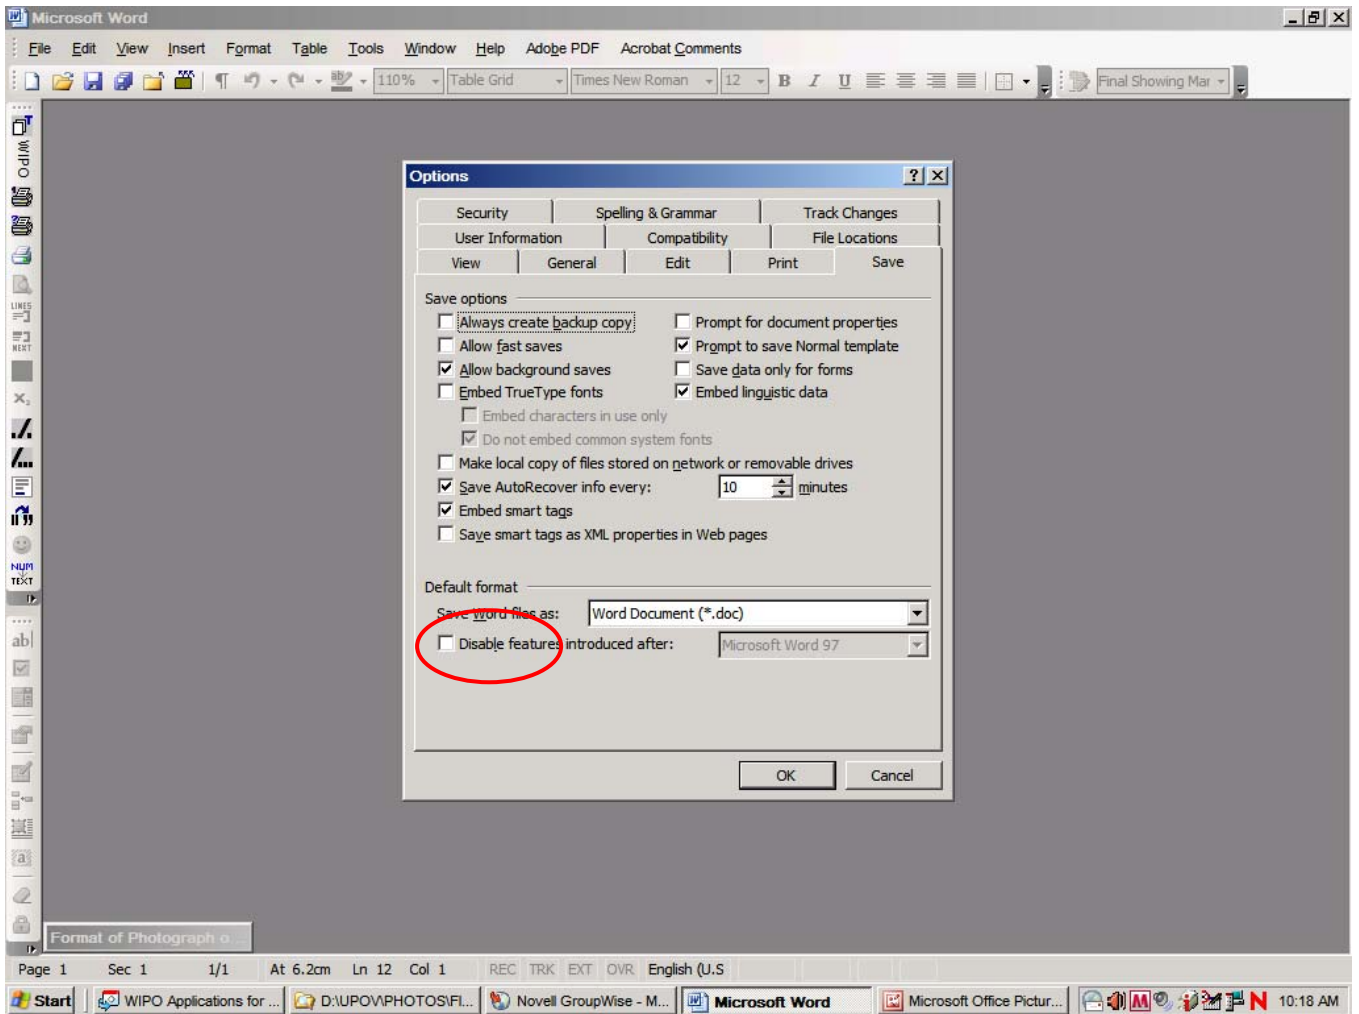 Microsoft Word
File Edit View Insert Format Table Tools Window Help Adobe PDF Acrobat Comments
110% Table Grid Times New Roman 12 B I U Final Showing Mar
WIPO
LINES
NEXT
x₂
NUM
TEXT
ab
a
Options
Security Spelling & Grammar Track Changes
User Information Compatibility File Locations
View General Edit Print Save
Save options
Always create backup copy Prompt for document properties
Allow fast saves Prompt to save Normal template
Allow background saves Save data only for forms
Embed TrueType fonts Embed linguistic data
Embed characters in use only
Do not embed common system fonts
Make local copy of files stored on network or removable drives
Save AutoRecover info every: 10 minutes
Embed smart tags
Save smart tags as XML properties in Web pages
Default format
Save Word files as: Word Document (*.doc)
Disable features introduced after: Microsoft Word 97
OK Cancel
Format of Photograph o...
Page 1 Sec 1 1/1 At 6.2cm Ln 12 Col 1 REC TRK EXT OVR English (U.S
Start WIPO Applications for ... D:\UPOV\PHOTOS\FI... Novell GroupWise - M... Microsoft Word Microsoft Office Pictur... M N 10:18 AM